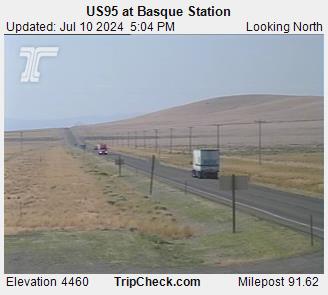 US95 at Basque Station
Updated: Jul 10 2024 5:04 PM Looking North
Elevation 4460 TripCheck.com Milepost 91.62